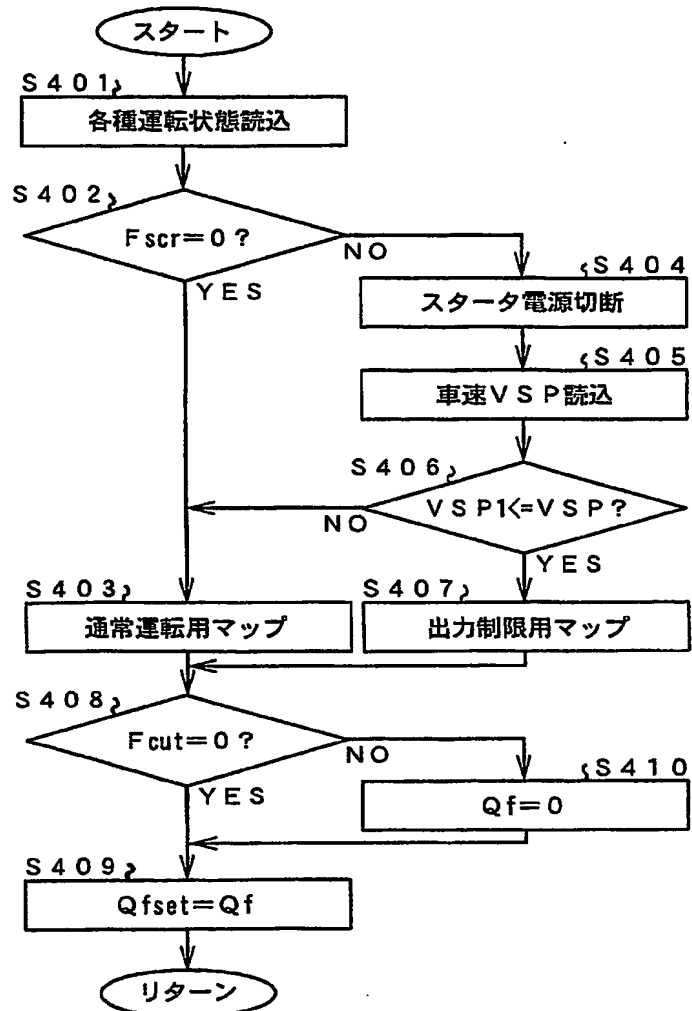 スタート
S401
各種運転状態読込
S402
Fscr=0?
NO
YES
S404
スタータ電源切断
S405
車速VSP読込
S406
VSP1<=VSP?
NO
YES
S403
通常運転用マップ
S407
出力制限用マップ
S408
Fcut=0?
NO
YES
S410
Qf=0
S409
Qfset=Qf
リターン